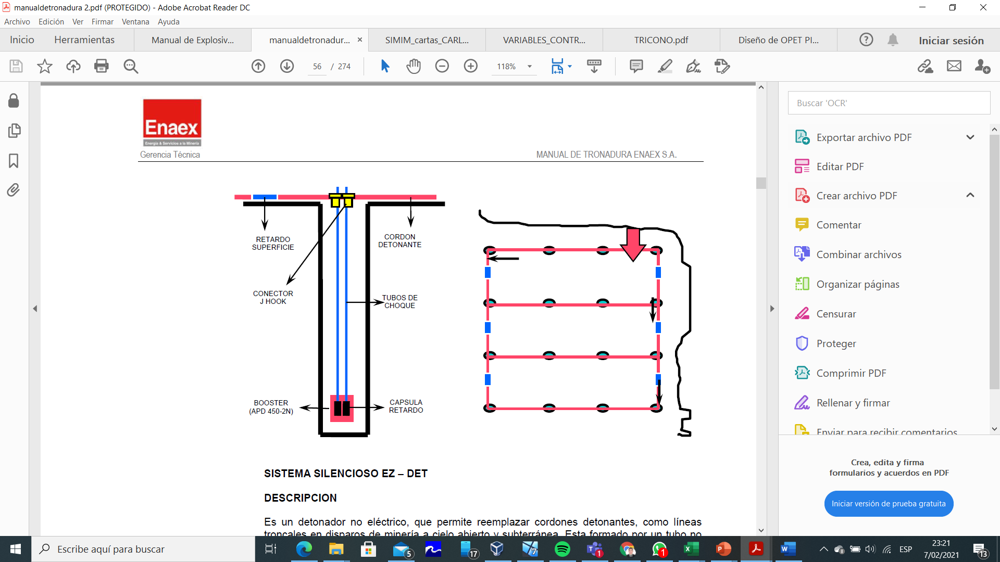 manualdetronadura 2.pdf (PROTEGIDO) - Adobe Acrobat Reader DC
Archivo Edición Ver Firmar Ventana Ayuda
Inicio Herramientas Manual de Explosiv... manualdetronadur... SIMIM_cartas_CARL... VARIABLES_CONTR... TRICONO.pdf Diseño de OPET PI... Iniciar sesión
56 / 274 118%
Enaex
Energía & Servicios a la Minería
Gerencia Técnica
MANUAL DE TRONADURA ENAEX S.A.
RETARDO
SUPERFICIE
CORDON
DETONANTE
CONECTOR
J HOOK
TUBOS DE
CHOQUE
BOOSTER
(APD 450-2N)
CAPSULA
RETARDO
SISTEMA SILENCIOSO EZ – DET
DESCRIPCION
Es un detonador no eléctrico, que permite reemplazar cordones detonantes, como líneas
troncales en disparos de minería a cielo abierto y subterránea. Esta formado por un tubo no
Buscar 'OCR'
Exportar archivo PDF
Editar PDF
Crear archivo PDF
Comentar
Combinar archivos
Organizar páginas
Censurar
Proteger
Comprimir PDF
Rellenar y firmar
Enviar para recibir comentarios
Crea, edita y firma
formularios y acuerdos en PDF
Iniciar versión de prueba gratuita
Escribe aquí para buscar
5
17
1
1
ESP
23:21
7/02/2021
13